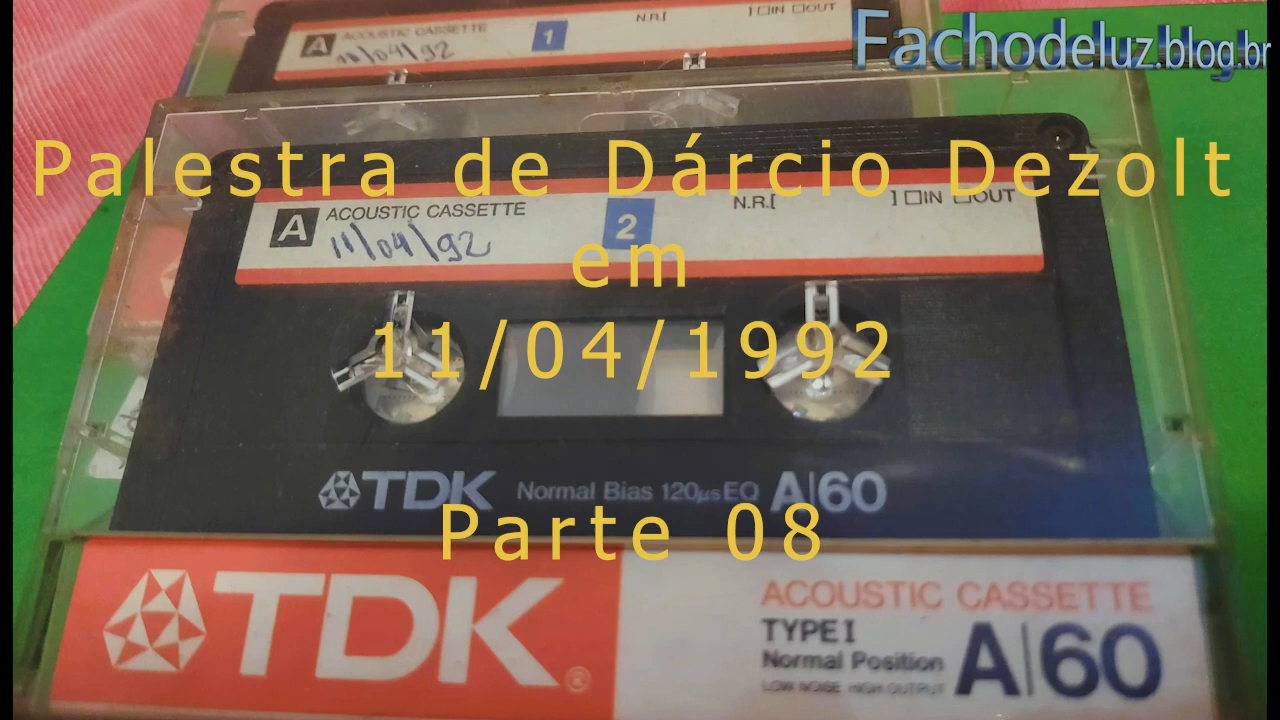 A ACOUSTIC CASSETTE 1 N.R.[ ] IN OUT
11/04/92
Fachodeluz.blog.br
Palestra de Dárcio Dezolt
A ACOUSTIC CASSETTE 2 N.R.[ ] IN OUT
11/04/92
em
11/04/1992
TDK Normal Bias 120µs EQ A|60
Parte 08
TDK®
ACOUSTIC CASSETTE
TYPE I
Normal Position A|60
LOW NOISE HIGH OUTPUT